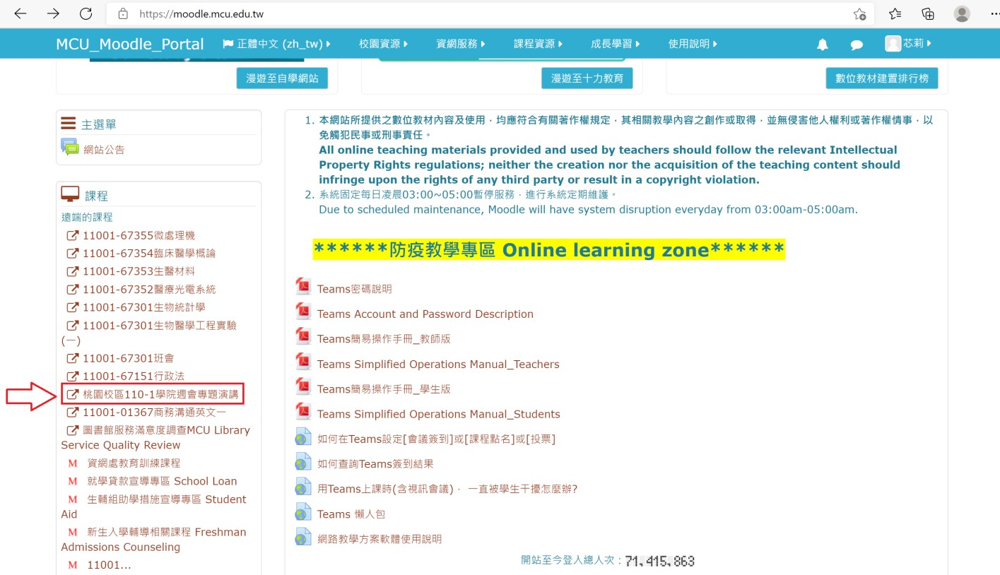 https://moodle.mcu.edu.tw
MCU_Moodle_Portal 正體中文 (zh_tw) 校園資源 資網服務 課程資源 成長學習 使用說明 芯莉
漫遊至自學網站 漫遊至十力教育 數位教材建置排行榜
主選單
網站公告
課程
遠端的課程
11001-67355微處理機
11001-67354臨床醫學概論
11001-67353生醫材料
11001-67352醫療光電系統
11001-67301生物統計學
11001-67301生物醫學工程實驗
(一)
11001-67301班會
11001-67151行政法
桃園校區110-1學院週會專題演講
11001-01367商務溝通英文一
圖書館服務滿意度調查MCU Library
Service Quality Review
M 資網處教育訓練課程
M 就學貸款宣導專區 School Loan
M 生輔組助學措施宣導專區 Student
Aid
M 新生入學輔導相關課程 Freshman
Admissions Counseling
M 11001...
1. 本網站所提供之數位教材內容及使用，均應符合有關著作權規定，其相關教學內容之創作或取得，並無侵害他人權利或著作權情事，以
免觸犯民事或刑事責任。
All online teaching materials provided and used by teachers should follow the relevant Intellectual
Property Rights regulations; neither the creation nor the acquisition of the teaching content should
infringe upon the rights of any third party or result in a copyright violation.
2. 系統固定每日凌晨03:00~05:00暫停服務，進行系統定期維護。
Due to scheduled maintenance, Moodle will have system disruption everyday from 03:00am-05:00am.
******防疫教學專區 Online learning zone******
Teams密碼說明
Teams Account and Password Description
Teams簡易操作手冊_教師版
Teams Simplified Operations Manual_Teachers
Teams簡易操作手冊_學生版
Teams Simplified Operations Manual_Students
如何在Teams設定[會議簽到]或[課程點名]或[投票]
如何查詢Teams簽到結果
用Teams上課時(含視訊會議)， 一直被學生干擾怎麼辦?
Teams 懶人包
網路教學方案軟體使用說明
開站至今登入總人次：71,415,863